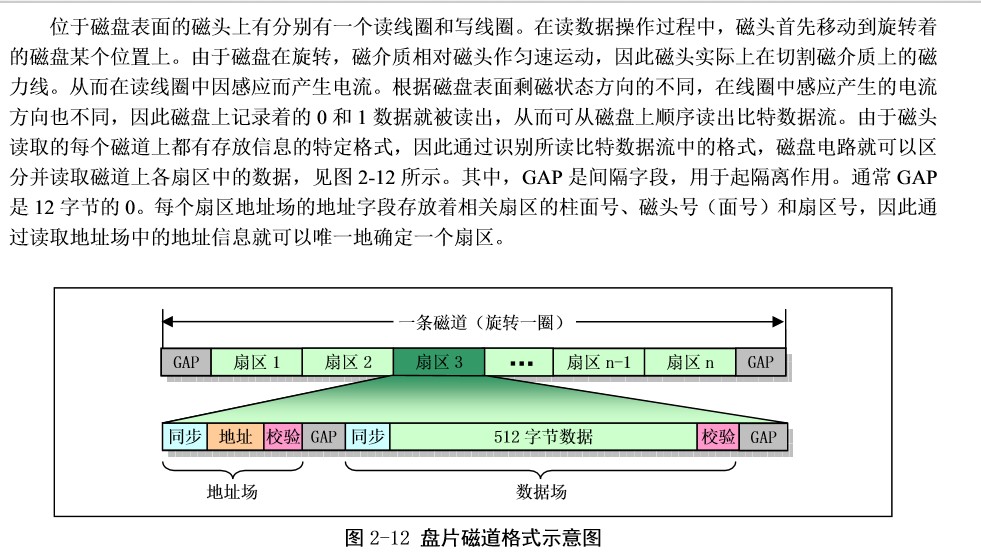 位于磁盘表面的磁头上有分别有一个读线圈和写线圈。在读数据操作过程中，磁头首先移动到旋转着
的磁盘某个位置上。由于磁盘在旋转，磁介质相对磁头作匀速运动，因此磁头实际上在切割磁介质上的磁
力线。从而在读线圈中因感应而产生电流。根据磁盘表面剩磁状态方向的不同，在线圈中感应产生的电流
方向也不同，因此磁盘上记录着的 0 和 1 数据就被读出，从而可从磁盘上顺序读出比特数据流。由于磁头
读取的每个磁道上都有存放信息的特定格式，因此通过识别所读比特数据流中的格式，磁盘电路就可以区
分并读取磁道上各扇区中的数据，见图 2-12 所示。其中，GAP 是间隔字段，用于起隔离作用。通常 GAP
是 12 字节的 0。每个扇区地址场的地址字段存放着相关扇区的柱面号、磁头号（面号）和扇区号，因此通
过读取地址场中的地址信息就可以唯一地确定一个扇区。
一条磁道（旋转一圈）
GAP 扇区 1 扇区 2 扇区 3 ... 扇区 n-1 扇区 n GAP
同步 地址 校验 GAP 同步 512 字节数据 校验 GAP
地址场 数据场
图 2-12 盘片磁道格式示意图